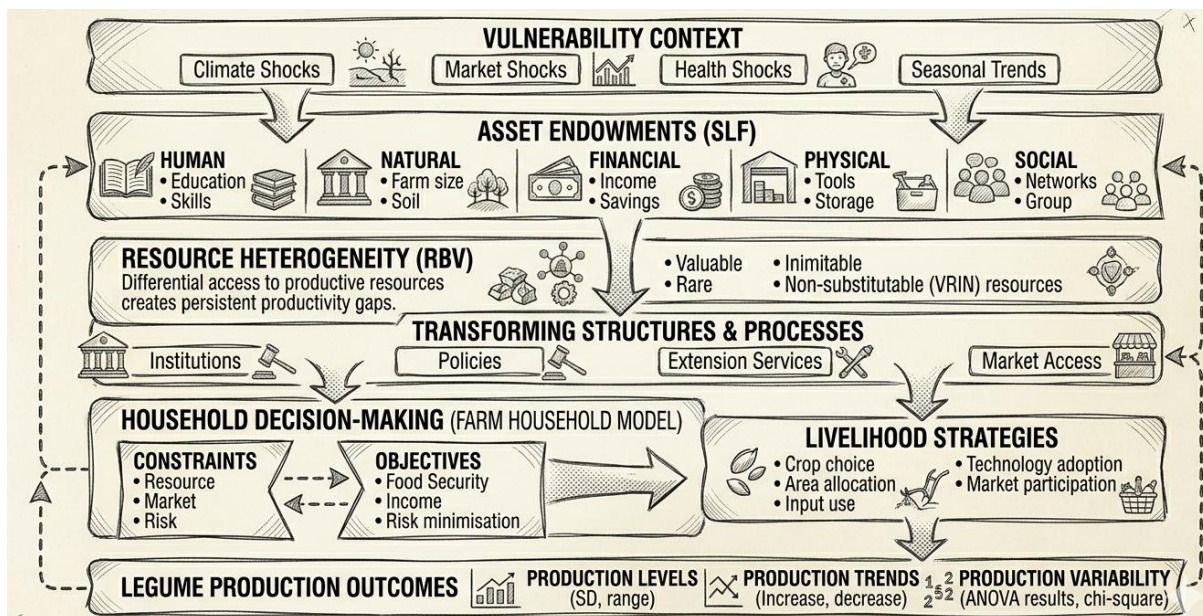 VULNERABILITY CONTEXT
Climate Shocks
Market Shocks
Health Shocks
Seasonal Trends
ASSET ENDOWMENTS (SLF)
HUMAN
• Education
• Skills
NATURAL
• Farm size
• Soil
FINANCIAL
• Income
• Savings
$
PHYSICAL
• Tools
• Storage
SOCIAL
• Networks
• Group
RESOURCE HETEROGENEITY (RBV)
Differential access to productive resources
creates persistent productivity gaps.
• Valuable
• Rare
• Inimitable
• Non-substitutable (VRIN) resources
TRANSFORMING STRUCTURES & PROCESSES
Institutions
Policies
Extension Services
Market Access
HOUSEHOLD DECISION-MAKING (FARM HOUSEHOLD MODEL)
CONSTRAINTS
• Resource
• Market
• Risk
OBJECTIVES
• Food Security
• Income
• Risk minimisation
LIVELIHOOD STRATEGIES
• Crop choice
• Area allocation
• Input use
• Technology adoption
• Market participation
LEGUME PRODUCTION OUTCOMES
PRODUCTION LEVELS
(SD, range)
PRODUCTION TRENDS
(Increase, decrease)
PRODUCTION VARIABILITY
(ANOVA results, chi-square)